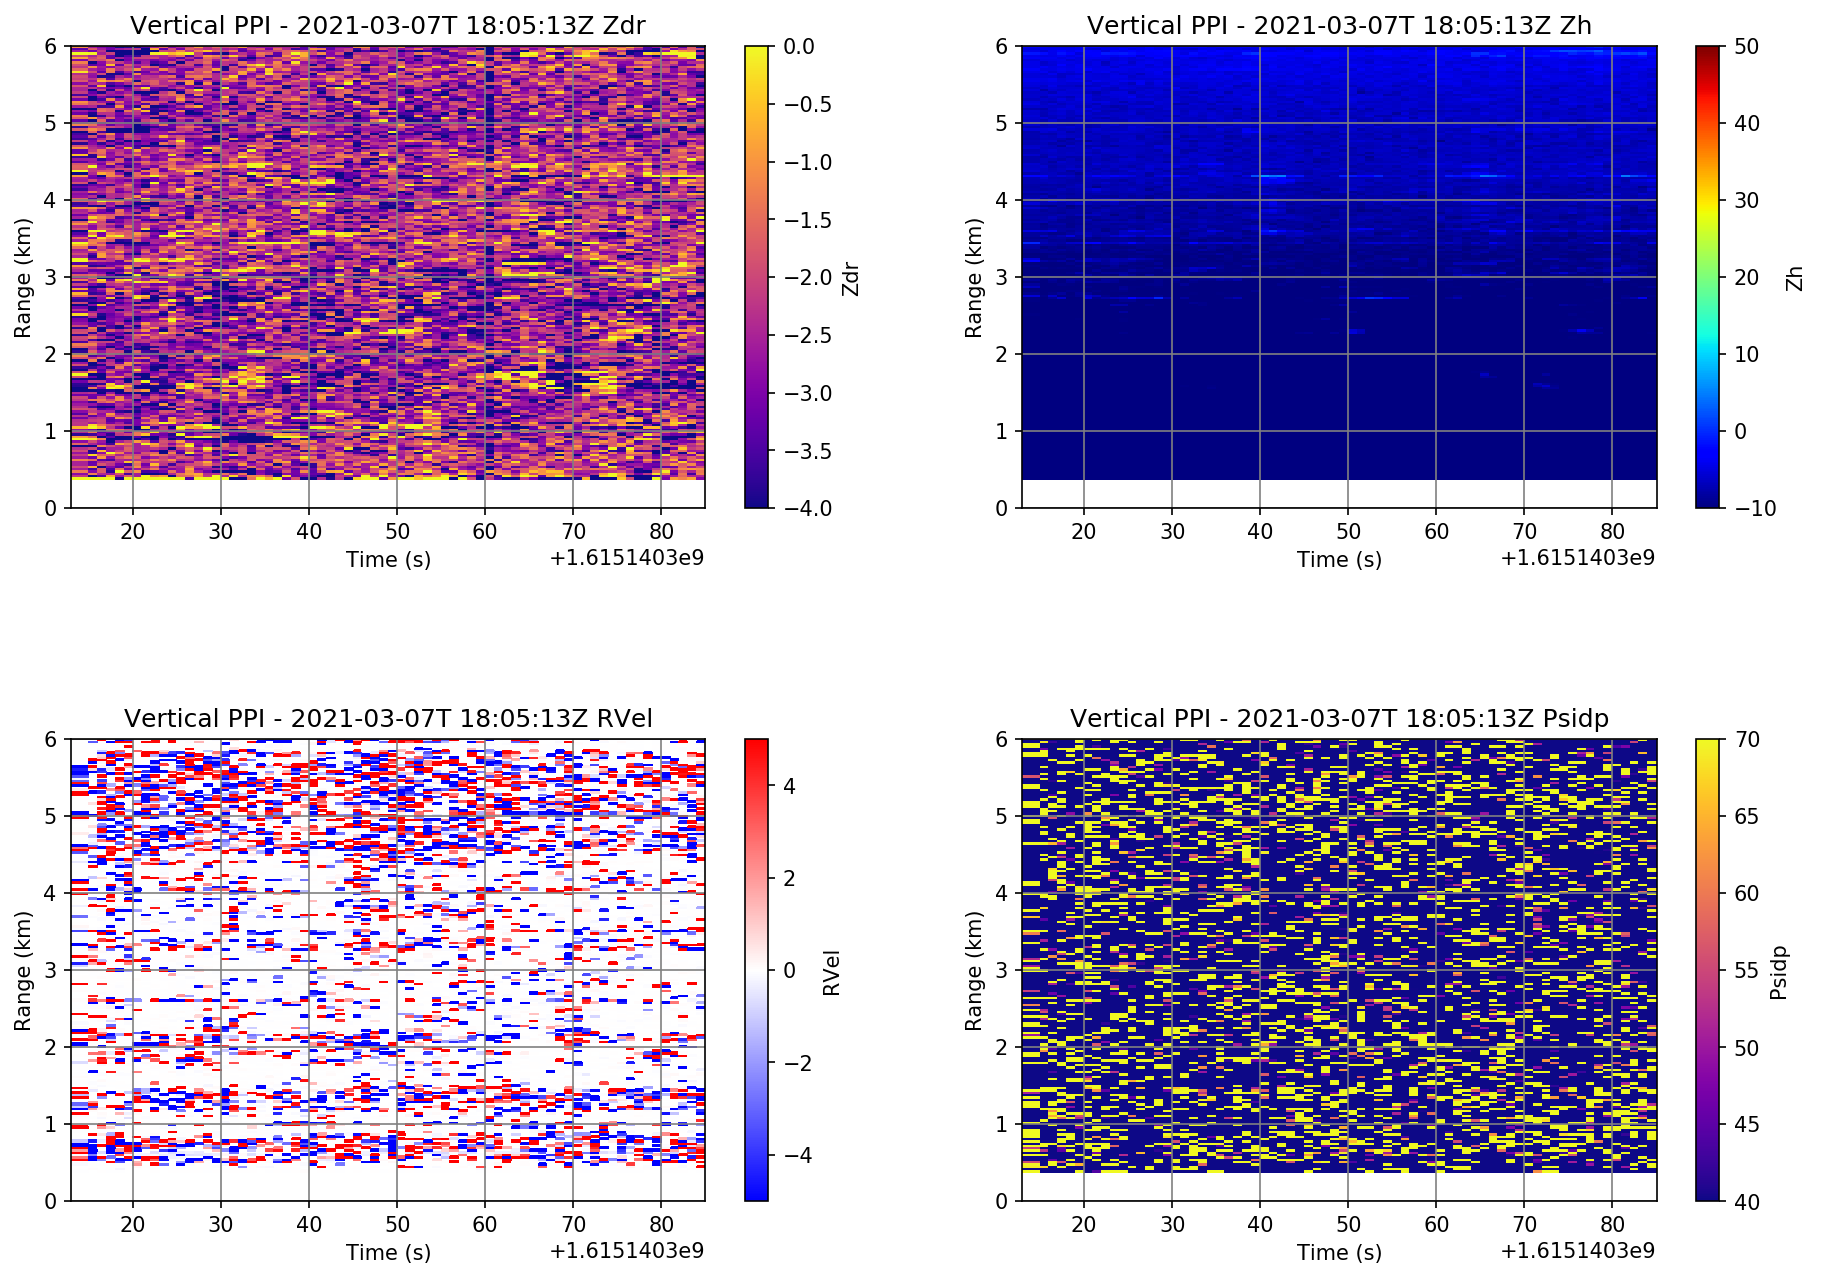 Vertical PPI - 2021-03-07T 18:05:13Z Zdr
6
5
4
3
2
1
0
Range (km)
20 30 40 50 60 70 80
Time (s)
+1.6151403e9
0.0
−0.5
−1.0
−1.5
−2.0
−2.5
−3.0
−3.5
−4.0
Zdr
Vertical PPI - 2021-03-07T 18:05:13Z Zh
6
5
4
3
2
1
0
Range (km)
20 30 40 50 60 70 80
Time (s)
+1.6151403e9
50
40
30
20
10
0
−10
Zh
Vertical PPI - 2021-03-07T 18:05:13Z RVel
6
5
4
3
2
1
0
Range (km)
20 30 40 50 60 70 80
Time (s)
+1.6151403e9
4
2
0
−2
−4
RVel
Vertical PPI - 2021-03-07T 18:05:13Z Psidp
6
5
4
3
2
1
0
Range (km)
20 30 40 50 60 70 80
Time (s)
+1.6151403e9
70
65
60
55
50
45
40
Psidp